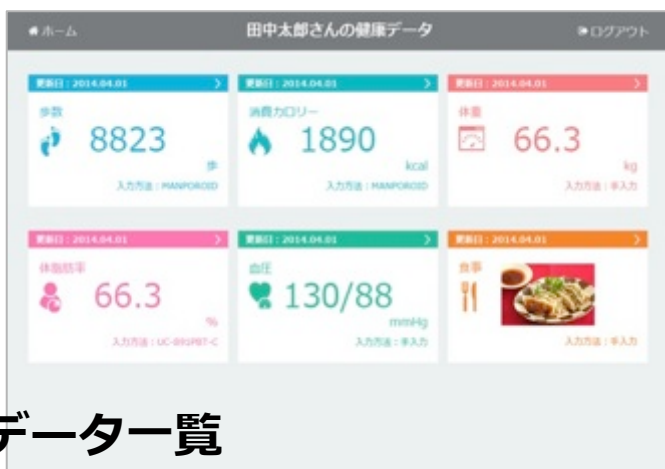 ホーム
田中太郎さんの健康データ
ログアウト
更新日:2014.04.01
歩数
8823
歩
入力方法:MANPOROID
更新日:2014.04.01
消費カロリー
1890
kcal
入力方法:MANPOROID
更新日:2014.04.01
体重
66.3
kg
入力方法:手入力
更新日:2014.04.01
体脂肪率
66.3
%
入力方法:UC-891PBT-C
更新日:2014.04.01
血圧
130/88
mmHg
入力方法:手入力
更新日:2014.04.01
食事
入力方法:手入力
データ一覧